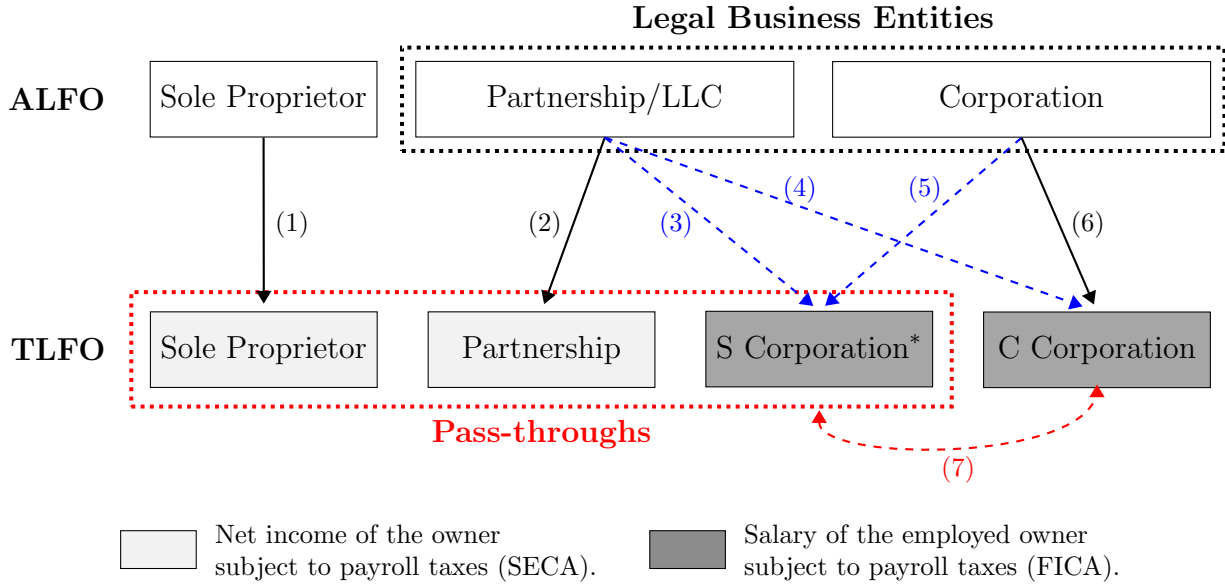 Legal Business Entities
ALFO
Sole Proprietor
Partnership/LLC
Corporation
(1)
(2)
(3)
(4)
(5)
(6)
TLFO
Sole Proprietor
Partnership
S Corporation*
C Corporation
Pass-throughs
(7)
Net income of the owner
subject to payroll taxes (SECA).
Salary of the employed owner
subject to payroll taxes (FICA).